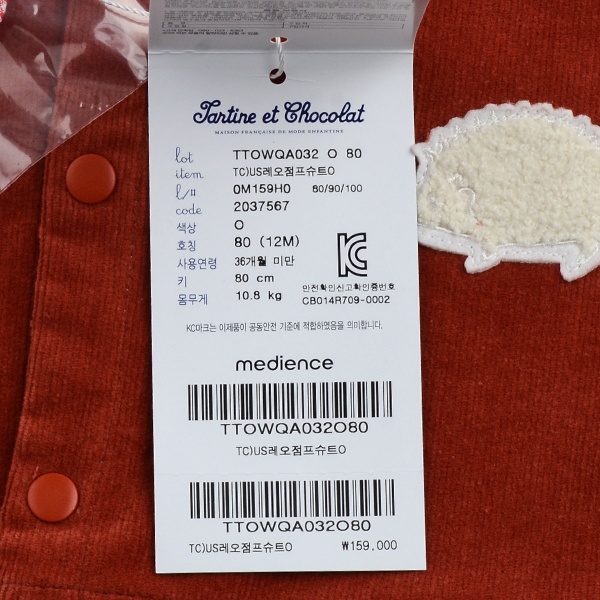 Tartine et Chocolat
MAISON FRANÇAISE DE MODE ENFANTINE
lot TTOWQA032 O 80
item TC)US레오점프슈트O
l/# 0M159H0 80/90/100
code 2037567
색상 O
호칭 80 (12M)
사용연령 36개월 미만
키 80 cm
몸무게 10.8 kg
안전확인신고확인증번호
CB014R709-0002
KC마크는 이제품이 공동안전 기준에 적합하였음을 의미합니다.
medience
TTOWQA032O80
TC)US레오점프슈트O
TTOWQA032O80
TC)US레오점프슈트O ₩159,000